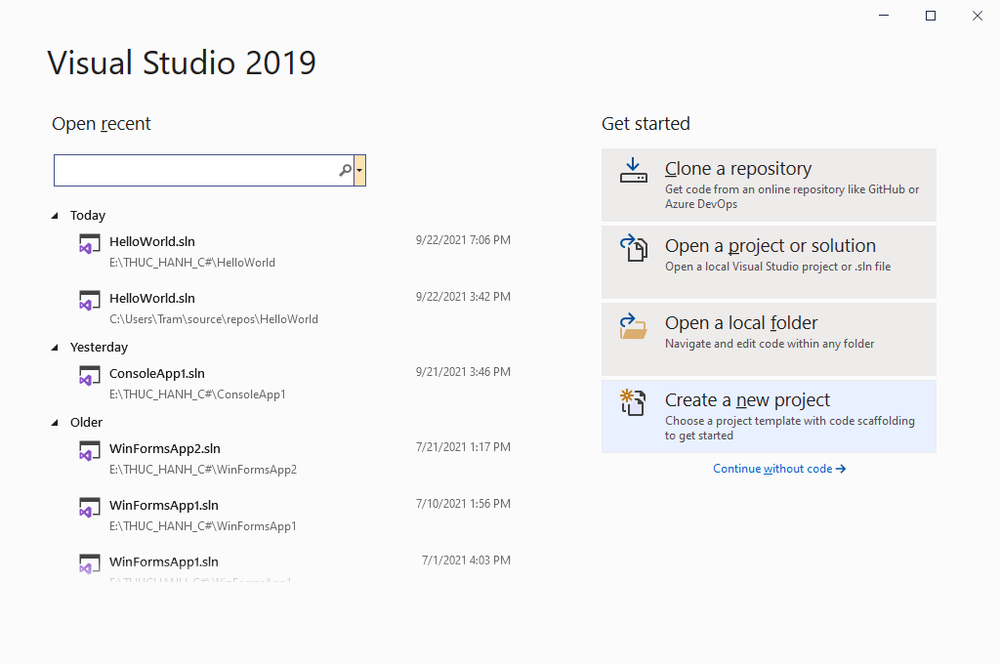 Visual Studio 2019
Open recent
Today
HelloWorld.sln 9/22/2021 7:06 PM
E:\THUC_HANH_C#\HelloWorld
HelloWorld.sln 9/22/2021 3:42 PM
C:\Users\Tram\source\repos\HelloWorld
Yesterday
ConsoleApp1.sln 9/21/2021 3:46 PM
E:\THUC_HANH_C#\ConsoleApp1
Older
WinFormsApp2.sln 7/21/2021 1:17 PM
E:\THUC_HANH_C#\WinFormsApp2
WinFormsApp1.sln 7/10/2021 1:56 PM
E:\THUC_HANH_C#\WinFormsApp1
WinFormsApp1.sln 7/1/2021 4:03 PM
E:\THUCHANH_C#\WinFormsApp1
Get started
Clone a repository
Get code from an online repository like GitHub or
Azure DevOps
Open a project or solution
Open a local Visual Studio project or .sln file
Open a local folder
Navigate and edit code within any folder
Create a new project
Choose a project template with code scaffolding
to get started
Continue without code →